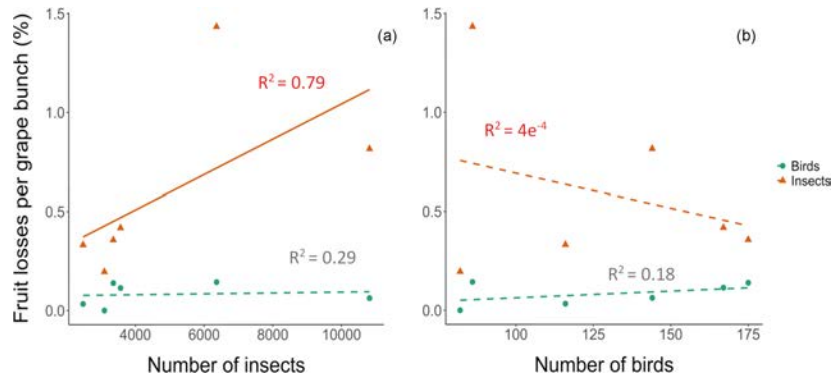 Fruit losses per grape bunch (%)
1.5
1.0
0.5
0.0
(a)
R² = 0.79
R² = 0.29
4000 6000 8000 10000
Number of insects
1.5
1.0
0.5
0.0
(b)
R² = 4e⁻⁴
R² = 0.18
100 125 150 175
Number of birds
Birds
Insects